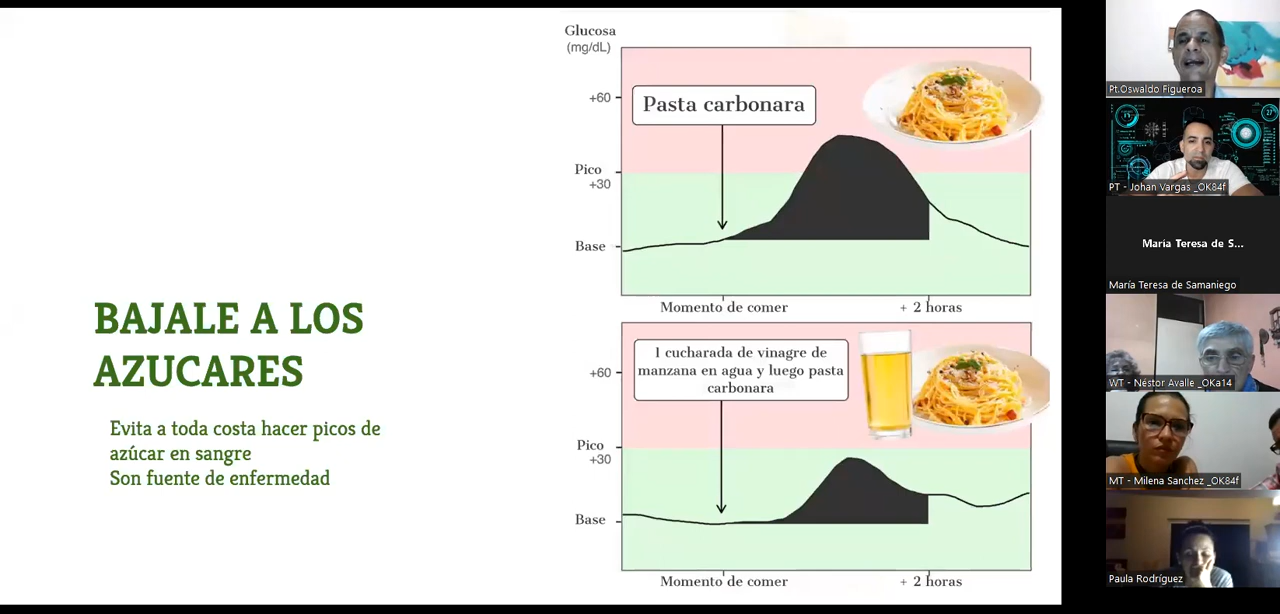 BAJALE A LOS
AZUCARES
Evita a toda costa hacer picos de
azúcar en sangre
Son fuente de enfermedad
Glucosa
(mg/dL)
+60
Pico
+30
Base
Pasta carbonara
Momento de comer
+ 2 horas
+60
Pico
+30
Base
1 cucharada de vinagre de
manzana en agua y luego pasta
carbonara
Momento de comer
+ 2 horas
Pt.Oswaldo Figueroa
PT - Johan Vargas _OK84f
María Teresa de S...
María Teresa de Samaniego
WT - Néstor Avalle _OKa14
MT - Milena Sanchez _OK84f
Paula Rodríguez